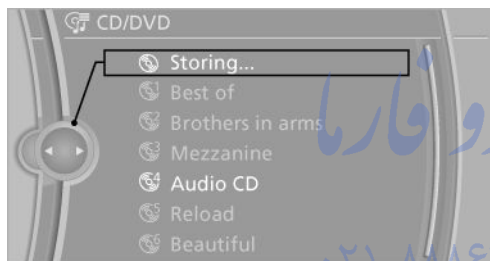 CD/DVD
Storing...
Best of
Brothers in arms
Mezzanine
Audio CD
Reload
Beautiful